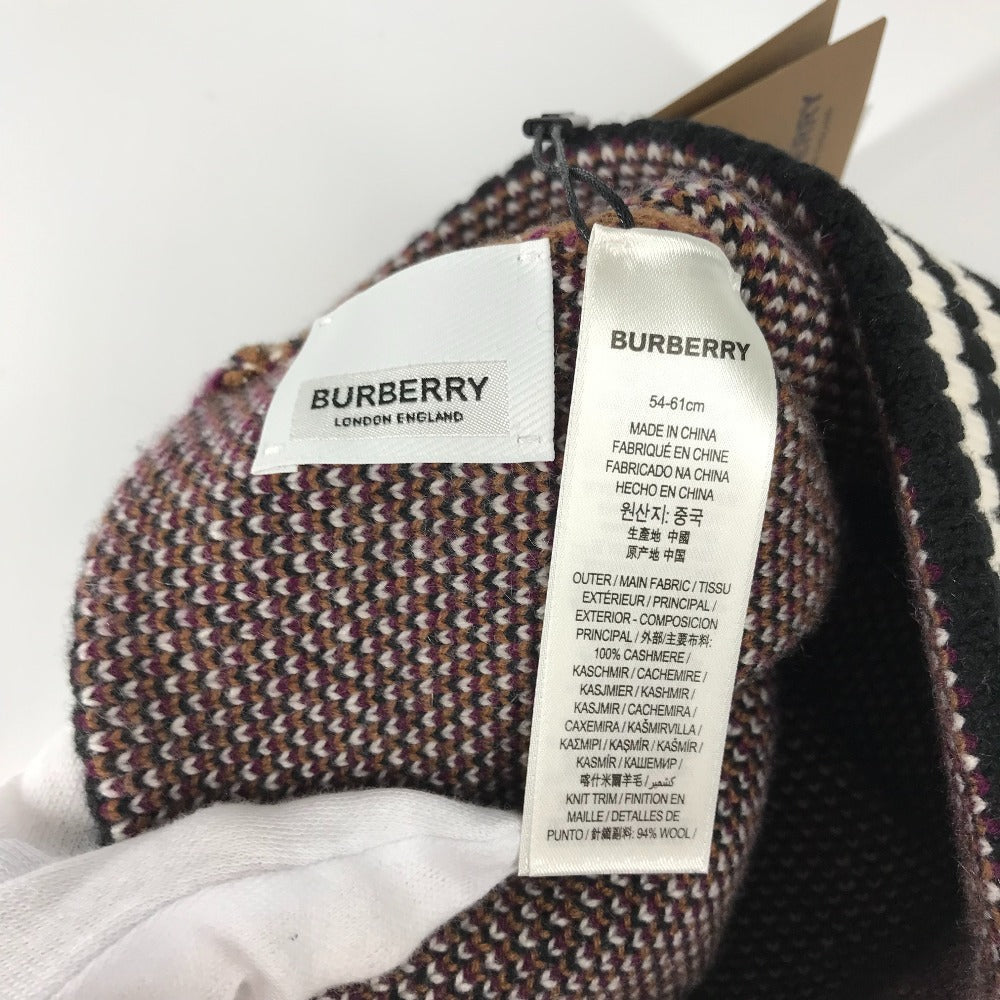 BURBERRY
LONDON ENGLAND
BURBERRY
54-61cm
MADE IN CHINA
FABRIQUÉ EN CHINE
FABRICADO NA CHINA
HECHO EN CHINA
원산지: 중국
生產地 中國
原产地 中国
OUTER / MAIN FABRIC / TISSU
EXTÉRIEUR / PRINCIPAL /
EXTERIOR - COMPOSICION
PRINCIPAL / 外部/主要布料:
100% CASHMERE /
KASCHMIR / CACHEMIRE /
KASJMIER / KASHMIR /
KASJMIR / CACHEMIRA /
CAXEMIRA / KAŠMIRVILLA /
ΚΑΣΜΙΡΙ / KAŞMİR / KAŠMÍR /
KASMÍR / КАШЕМИР /
喀什米爾羊毛 / كشمير /
KNIT TRIM / FINITION EN
MAILLE / DETALLES DE
PUNTO / 針織副料: 94% WOOL /